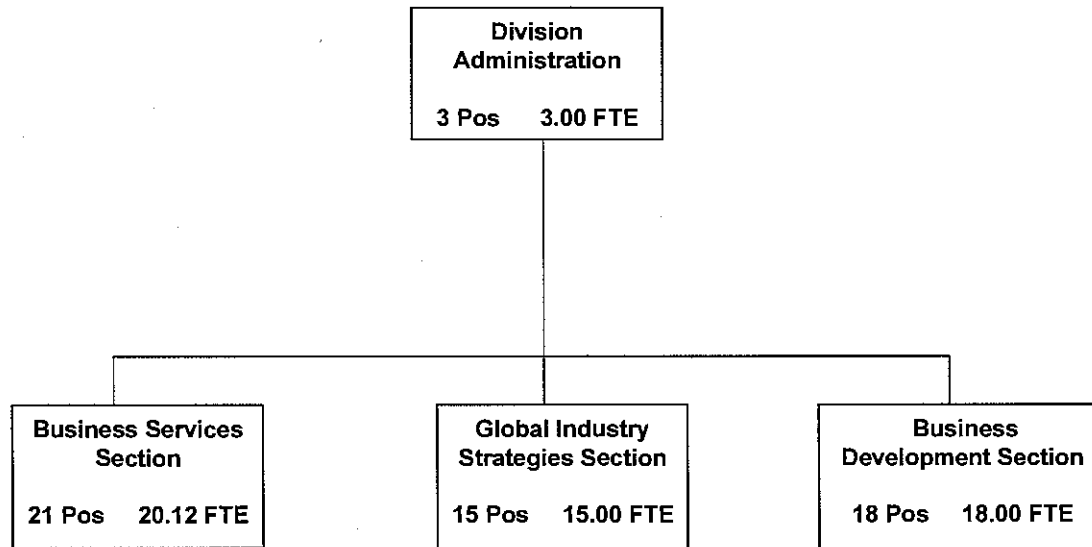 Division
Administration
3 Pos 3.00 FTE
Business Services
Section
21 Pos 20.12 FTE
Global Industry
Strategies Section
15 Pos 15.00 FTE
Business
Development Section
18 Pos 18.00 FTE